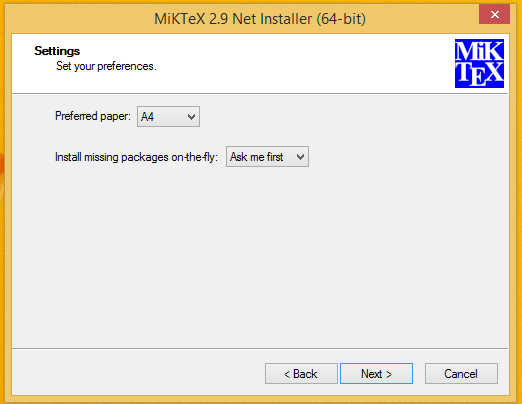 MiKTeX 2.9 Net Installer (64-bit)
Settings
Set your preferences.
MiK
TEX
Preferred paper: A4
Install missing packages on-the-fly: Ask me first
< Back Next > Cancel